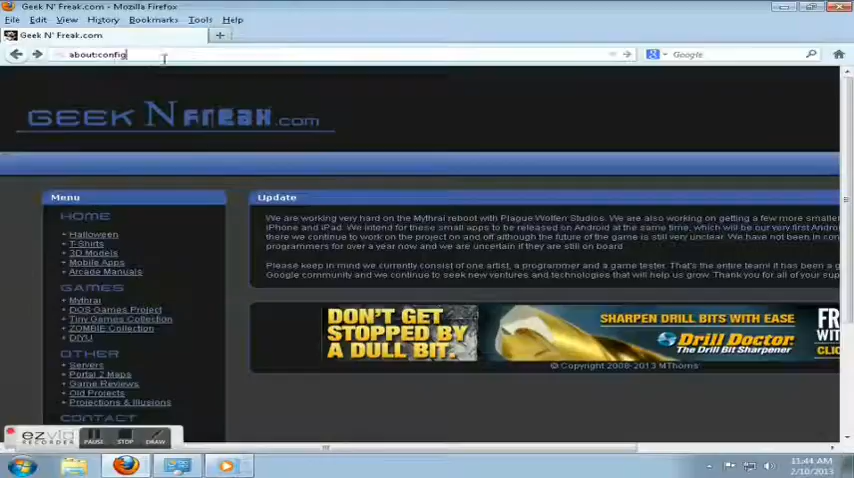 Geek N' Freak.com - Mozilla Firefox
File Edit View History Bookmarks Tools Help
Geek N' Freak.com
about:config
Google
GEEK N FREAK.COM
Menu
HOME
Halloween
T-Shirts
3D Models
Mobile Apps
Arcade Manuals
GAMES
Mythrai
DOS Games Project
Tiny Games Collection
ZOMBIE Collection
DIYU
OTHER
Servers
Portal 2 Maps
Game Reviews
Old Projects
Projections & Illusions
CONTACT
Update
We are working very hard on the Mythrai reboot with Plague Wolfen Studios. We are also working on getting a few more smaller
iPhone and iPad. We intend for these small apps to be released on Android at the same time, which will be our very first Android
there we continue to work on the project on and off although the future of the game is still very unclear. We have not been in con
programmers for over a year now and we are uncertain if they are still on board
Please keep in mind we currently consist of one artist, a programmer and a game tester. That's the entire team! it has been a g
Google community and we continue to seek new ventures and technologies that will help us grow. Thank you for all of your sup
DON'T GET
STOPPED BY
A DULL BIT.
SHARPEN DRILL BITS WITH EASE
Drill Doctor
The Drill Bit Sharpener
FR
WIT
CLIC
© Copyright 2008-2013 MThorns
ezvid
RECORDER
PAUSE STOP DRAW
11:44 AM
2/10/2013